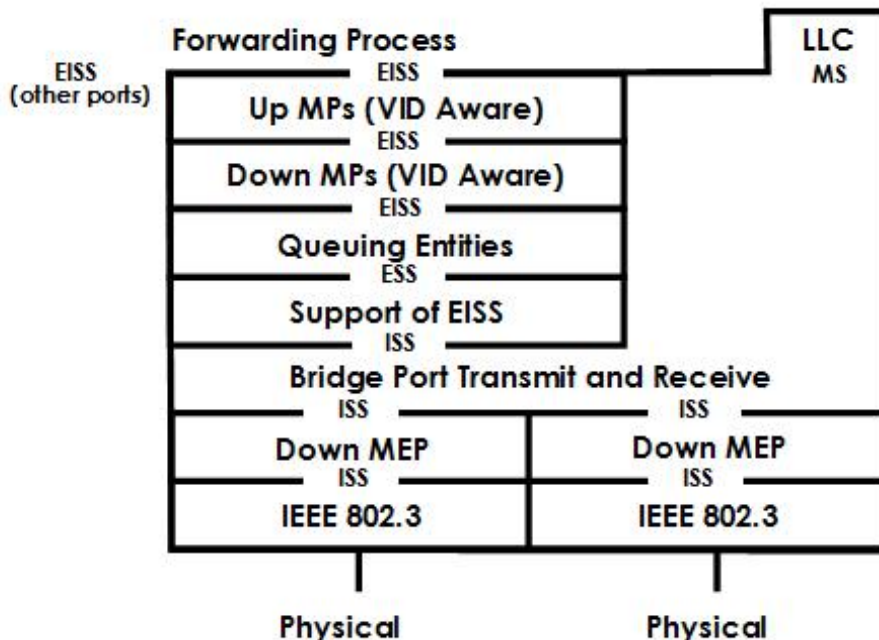 Forwarding Process
LLC
MS
EISS
(other ports)
EISS
Up MPs (VID Aware)
EISS
Down MPs (VID Aware)
EISS
Queuing Entities
ESS
Support of EISS
ISS
Bridge Port Transmit and Receive
ISS ISS
Down MEP Down MEP
ISS ISS
IEEE 802.3 IEEE 802.3
Physical Physical